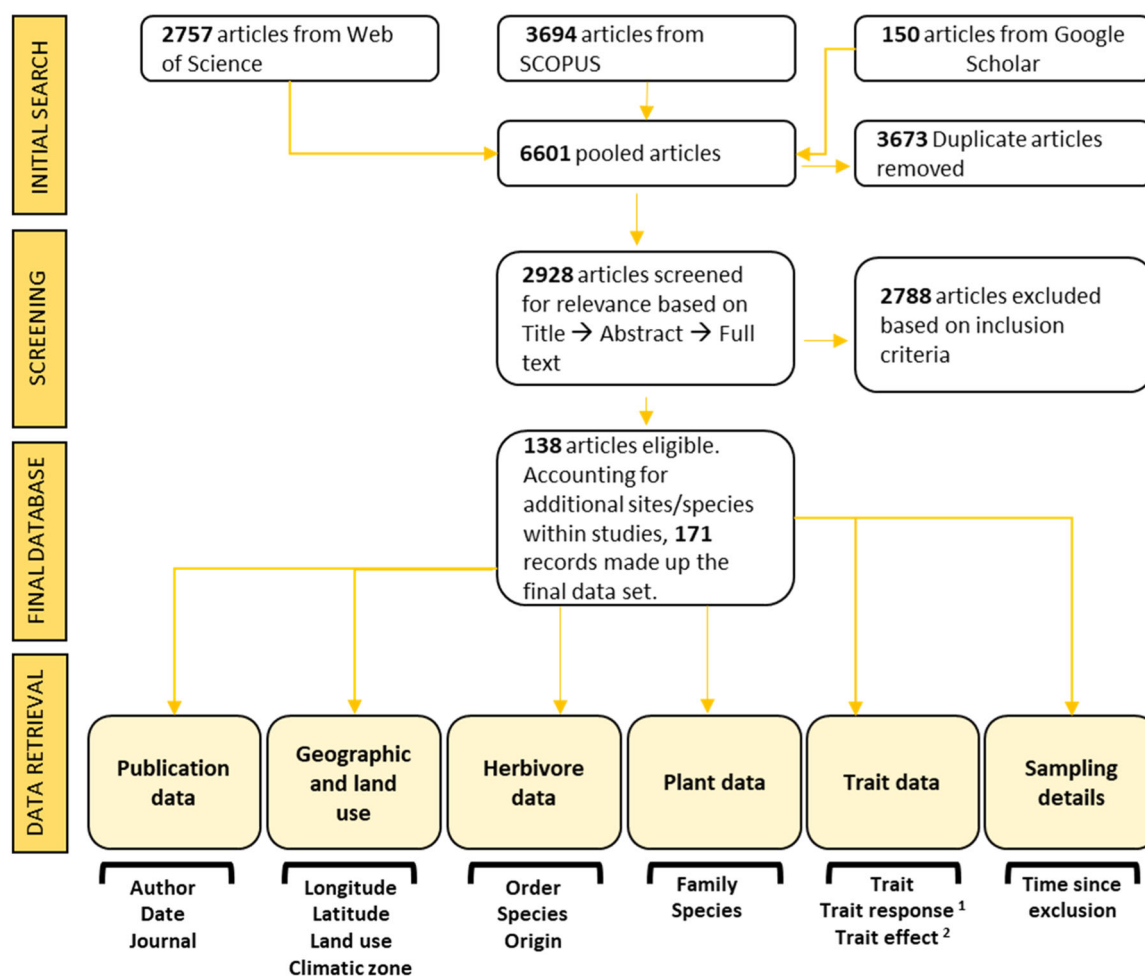 INITIAL SEARCH
2757 articles from Web
of Science
3694 articles from
SCOPUS
150 articles from Google
Scholar
6601 pooled articles
3673 Duplicate articles
removed
SCREENING
2928 articles screened
for relevance based on
Title → Abstract → Full
text
2788 articles excluded
based on inclusion
criteria
FINAL DATABASE
138 articles eligible.
Accounting for
additional sites/species
within studies, 171
records made up the
final data set.
DATA RETRIEVAL
Publication
data
Geographic
and land
use
Herbivore
data
Plant data
Trait data
Sampling
details
Author
Date
Journal
Longitude
Latitude
Land use
Climatic zone
Order
Species
Origin
Family
Species
Trait
Trait response 1
Trait effect 2
Time since
exclusion